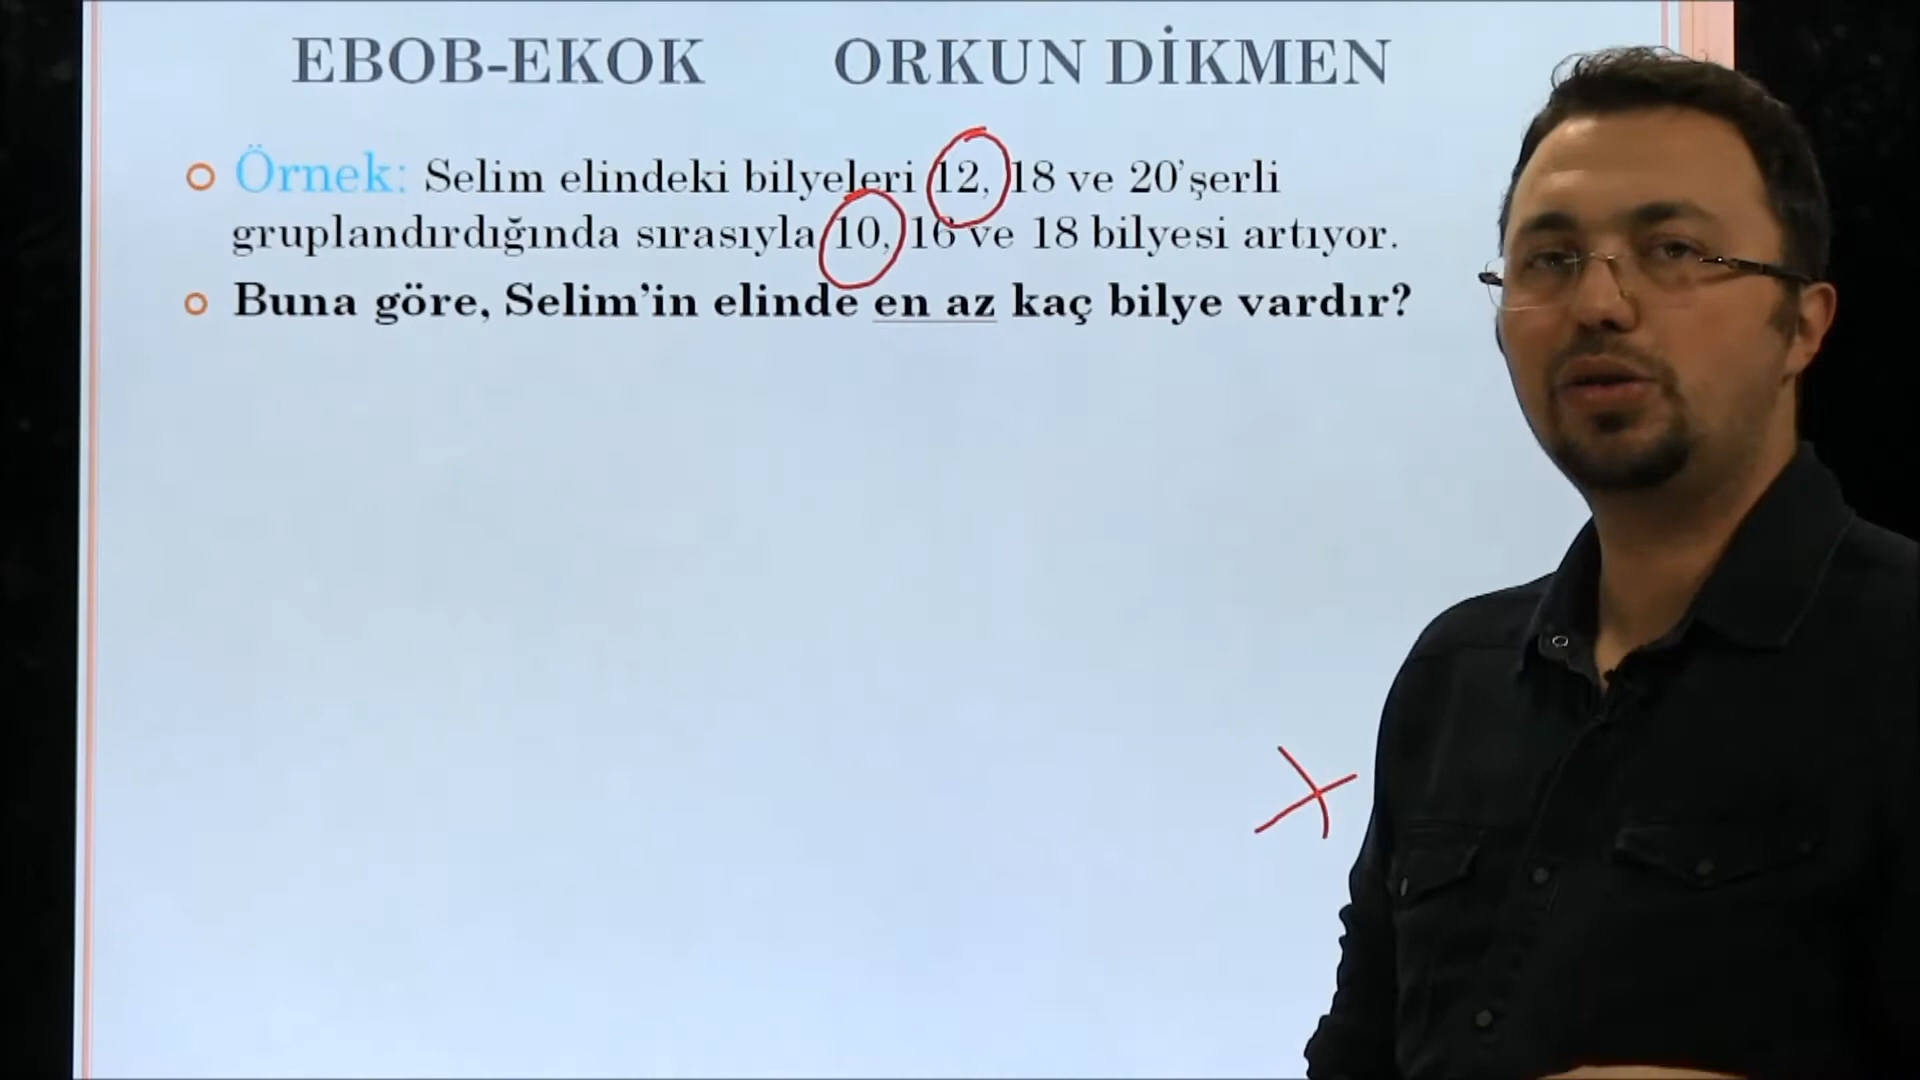 EBOB-EKOK ORKUN DİKMEN
Örnek: Selim elindeki bilyeleri 12, 18 ve 20'şerli
gruplandırdığında sırasıyla 10, 16 ve 18 bilyesi artıyor.
Buna göre, Selim'in elinde en az kaç bilye vardır?